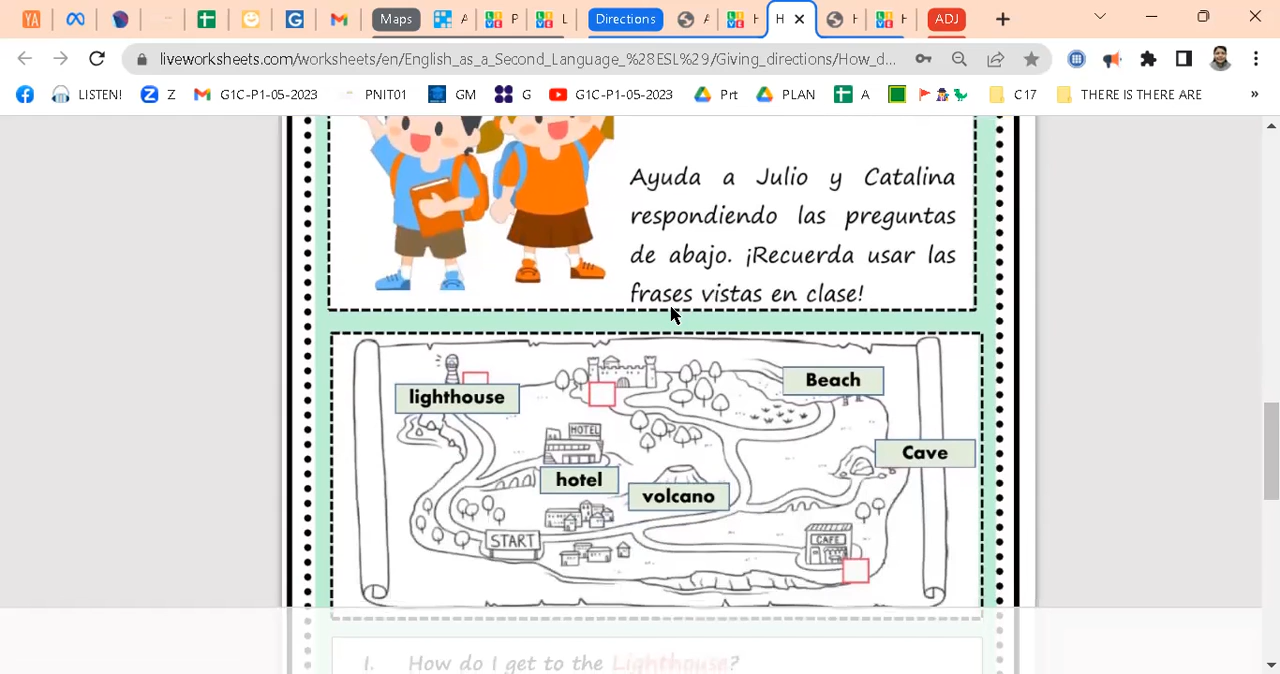 Maps
A
P
L
Directions
A
H
H
H
H
ADJ
liveworksheets.com/worksheets/en/English_as_a_Second_Language_%28ESL%29/Giving_directions/How_d...
LISTEN!
Z
G1C-P1-05-2023
PNIT01
GM
G
G1C-P1-05-2023
Prt
PLAN
A
C17
THERE IS THERE ARE
»
Ayuda a Julio y Catalina
respondiendo las preguntas
de abajo. ¡Recuerda usar las
frases vistas en clase!
lighthouse
Beach
HOTEL
Cave
hotel
volcano
START
CAFE
I. How do I get to the Lighthouse?